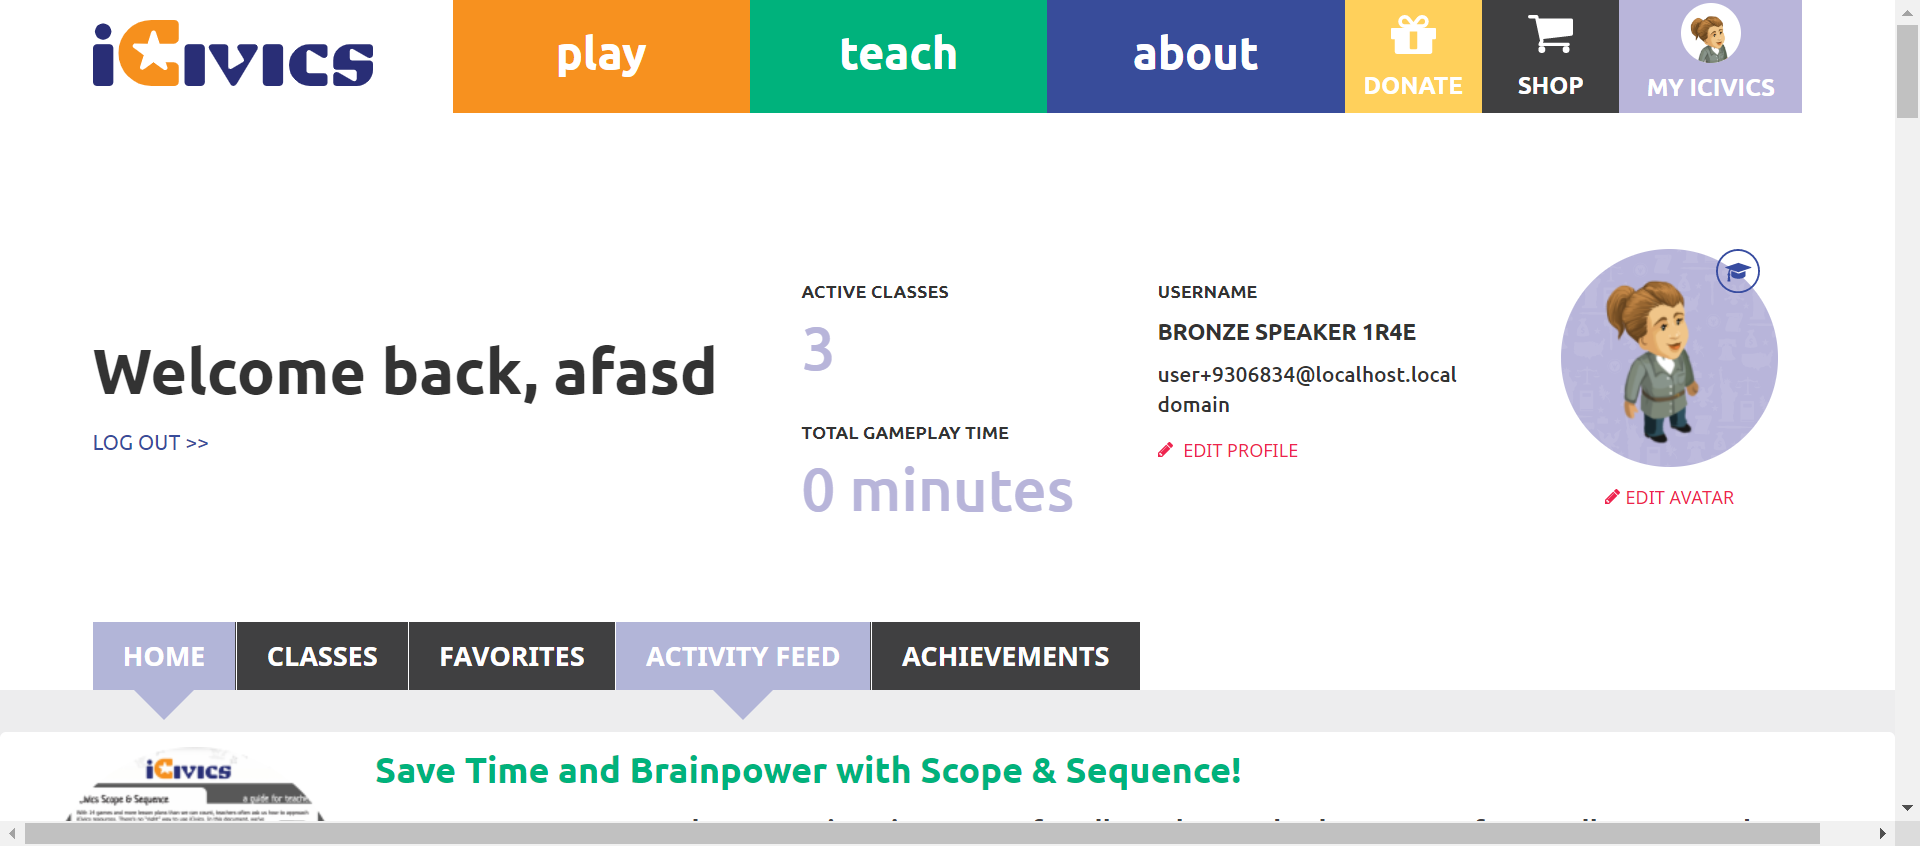 iCivics
play
teach
about
DONATE
SHOP
MY ICIVICS
Welcome back, afasd
LOG OUT >>
ACTIVE CLASSES
3
TOTAL GAMEPLAY TIME
0 minutes
USERNAME
BRONZE SPEAKER 1R4E
user+9306834@localhost.local
domain
EDIT PROFILE
EDIT AVATAR
HOME
CLASSES
FAVORITES
ACTIVITY FEED
ACHIEVEMENTS
iCivics
Scope & Sequence
a guide for
Save Time and Brainpower with Scope & Sequence!